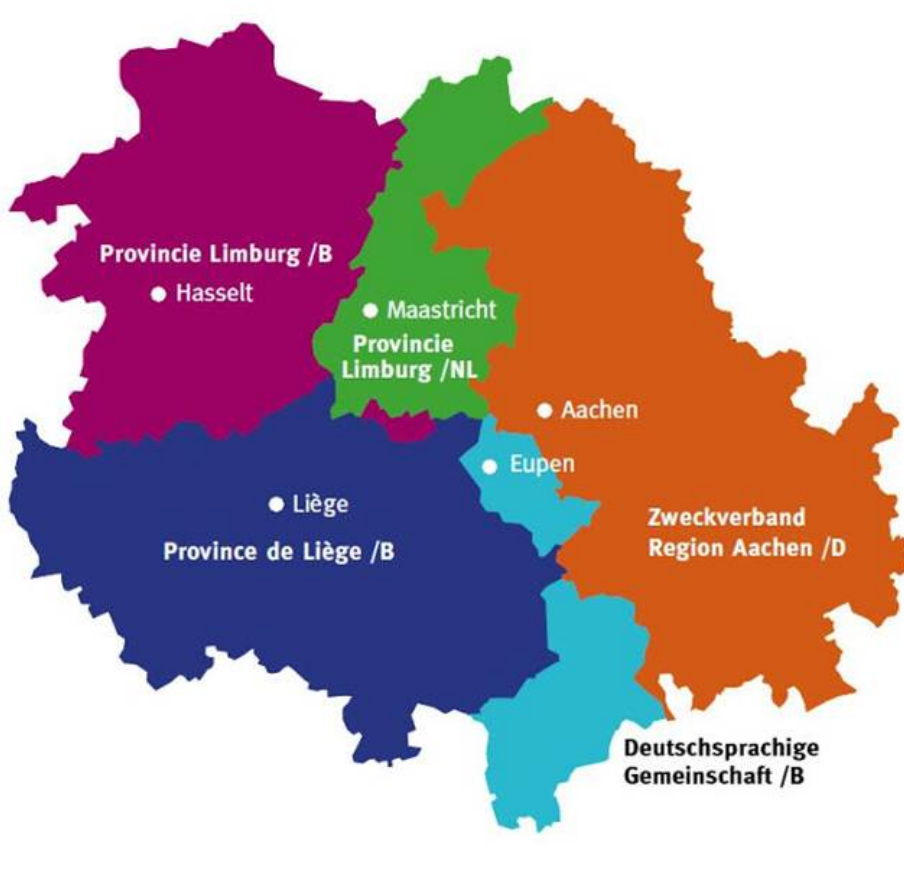 Provincie Limburg /B
Hasselt
Maastricht
Provincie
Limburg /NL
Aachen
Eupen
Liège
Province de Liège /B
Zweckverband
Region Aachen /D
Deutschsprachige
Gemeinschaft /B